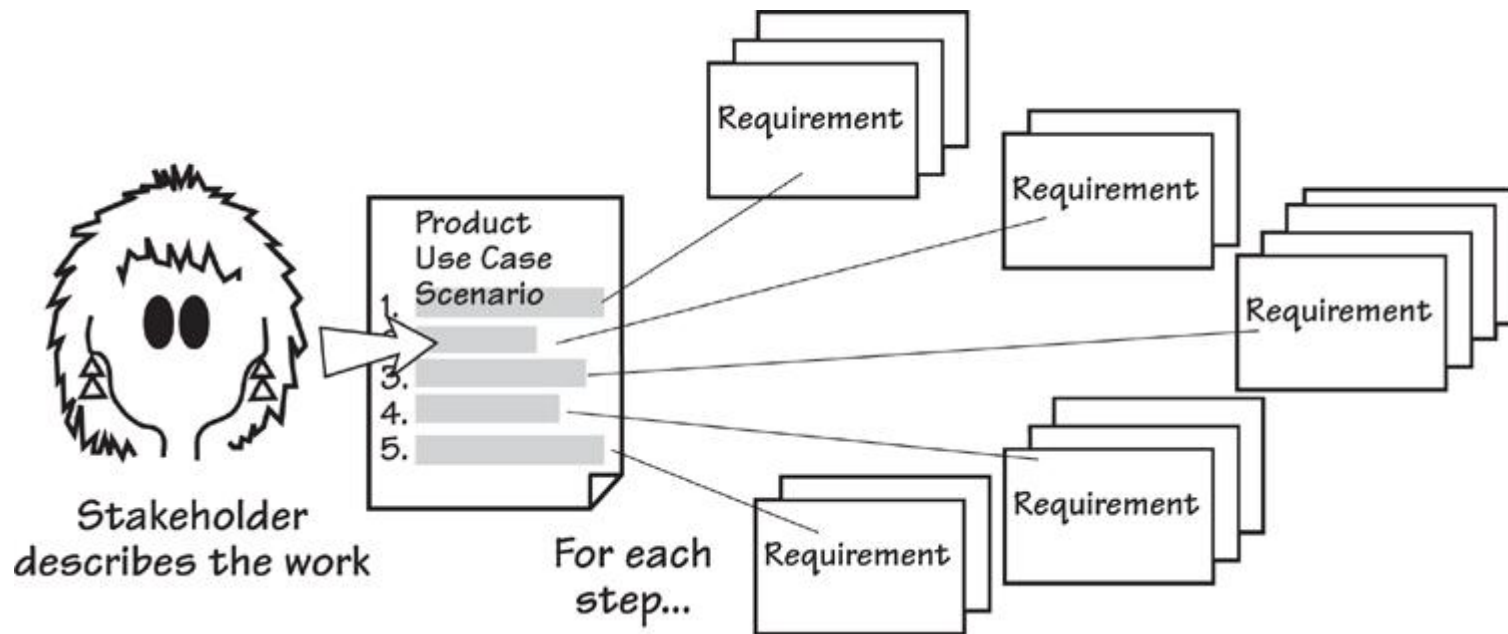 Product
Use Case
Scenario
1.
3.
4.
5.
Stakeholder
describes the work
For each
step...
Requirement
Requirement
Requirement
Requirement
Requirement